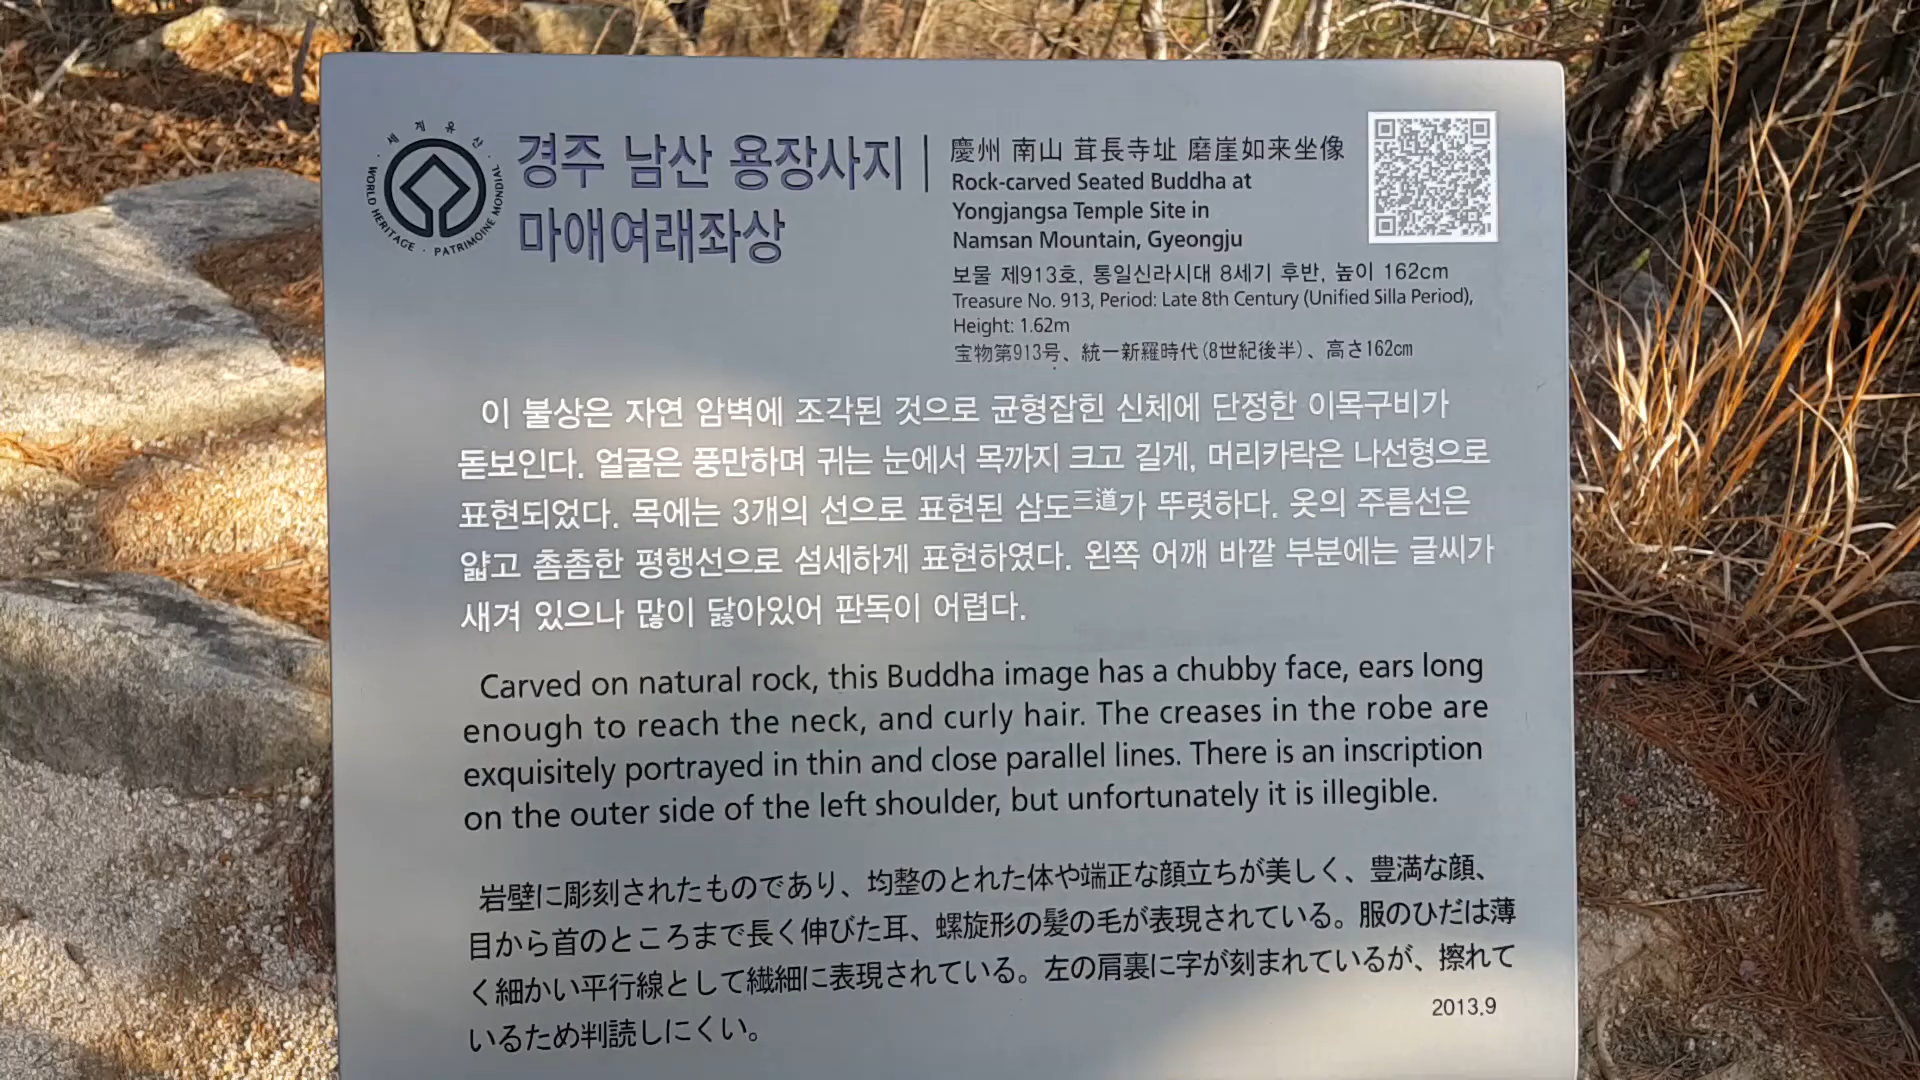 세계유산
WORLD HERITAGE · PATRIMOINE MONDIAL
경주 남산 용장사지
마애여래좌상
慶州 南山 茸長寺址 磨崖如来坐像
Rock-carved Seated Buddha at
Yongjangsa Temple Site in
Namsan Mountain, Gyeongju
보물 제913호, 통일신라시대 8세기 후반, 높이 162cm
Treasure No. 913, Period: Late 8th Century (Unified Silla Period),
Height: 1.62m
宝物第913号、統一新羅時代(8世紀後半)、高さ162cm
이 불상은 자연 암벽에 조각된 것으로 균형잡힌 신체에 단정한 이목구비가
돋보인다. 얼굴은 풍만하며 귀는 눈에서 목까지 크고 길게, 머리카락은 나선형으로
표현되었다. 목에는 3개의 선으로 표현된 삼도三道가 뚜렷하다. 옷의 주름선은
얇고 촘촘한 평행선으로 섬세하게 표현하였다. 왼쪽 어깨 바깥 부분에는 글씨가
새겨 있으나 많이 닳아있어 판독이 어렵다.
Carved on natural rock, this Buddha image has a chubby face, ears long
enough to reach the neck, and curly hair. The creases in the robe are
exquisitely portrayed in thin and close parallel lines. There is an inscription
on the outer side of the left shoulder, but unfortunately it is illegible.
岩壁に彫刻されたものであり、均整のとれた体や端正な顔立ちが美しく、豊満な顔、
目から首のところまで長く伸びた耳、螺旋形の髪の毛が表現されている。服のひだは薄
く細かい平行線として繊細に表現されている。左の肩裏に字が刻まれているが、擦れて
いるため判読しにくい。
2013.9